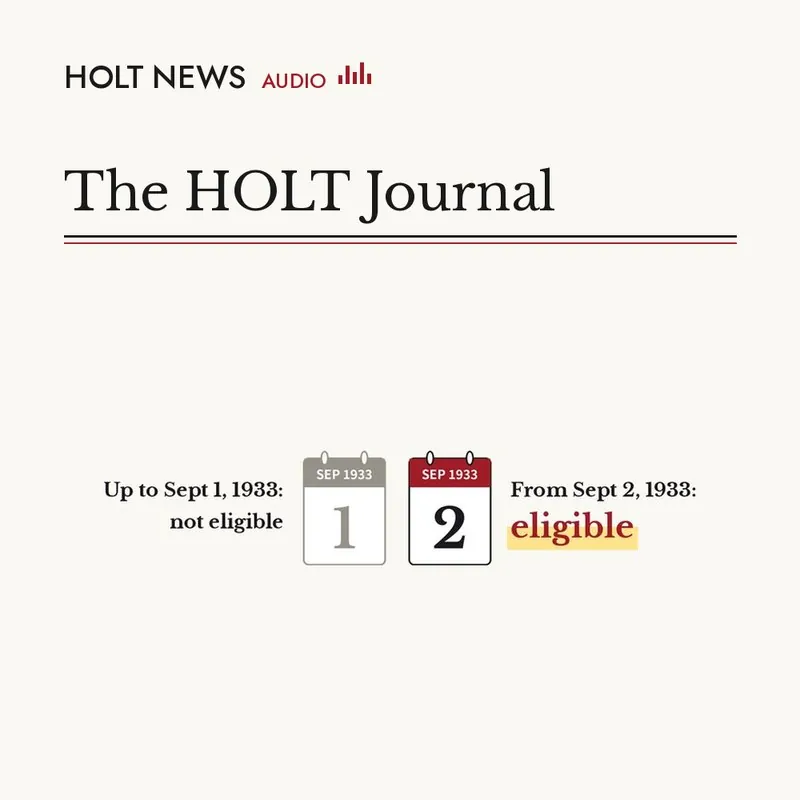 HOLT NEWS AUDIO
The HOLT Journal
Up to Sept 1, 1933:
not eligible
SEP 1933
1
SEP 1933
2
From Sept 2, 1933:
eligible